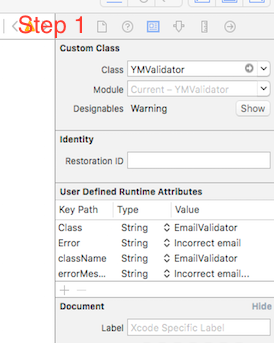 Step 1
Custom Class
Class YMValidator
Module Current – YMValidator
Designables Warning Show
Identity
Restoration ID
User Defined Runtime Attributes
Key Path Type Value
Class String EmailValidator
Error String Incorrect email
className String EmailValidator
errorMes... String Incorrect email...
Document Hide
Label Xcode Specific Label